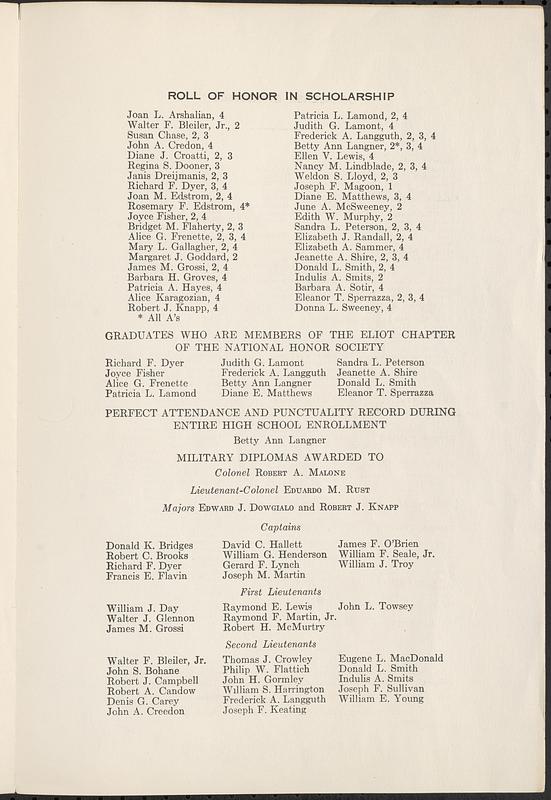 ROLL OF HONOR IN SCHOLARSHIP
Joan L. Arshalian, 4
Walter F. Bleiler, Jr., 2
Susan Chase, 2, 3
John A. Credon, 4
Diane J. Croatti, 2, 3
Regina S. Dooner, 3
Janis Dreijmanis, 2, 3
Richard F. Dyer, 3, 4
Joan M. Edstrom, 2, 4
Rosemary F. Edstrom, 4*
Joyce Fisher, 2, 4
Bridget M. Flaherty, 2, 3
Alice G. Frenette, 2, 3, 4
Mary L. Gallagher, 2, 4
Margaret J. Goddard, 2
James M. Grossi, 2, 4
Barbara H. Groves, 4
Patricia A. Hayes, 4
Alice Karagozian, 4
Robert J. Knapp, 4
* All A's
Patricia L. Lamond, 2, 4
Judith G. Lamont, 4
Frederick A. Langguth, 2, 3, 4
Betty Ann Langner, 2*, 3, 4
Ellen V. Lewis, 4
Nancy M. Lindblade, 2, 3, 4
Weldon S. Lloyd, 2, 3
Joseph F. Magoon, 1
Diane E. Matthews, 3, 4
June A. McSweeney, 2
Edith W. Murphy, 2
Sandra L. Peterson, 2, 3, 4
Elizabeth J. Randall, 2, 4
Elizabeth A. Sammer, 4
Jeanette A. Shire, 2, 3, 4
Donald L. Smith, 2, 4
Indulis A. Smits, 2
Barbara A. Sotir, 4
Eleanor T. Sperrazza, 2, 3, 4
Donna L. Sweeney, 4
GRADUATES WHO ARE MEMBERS OF THE ELIOT CHAPTER
OF THE NATIONAL HONOR SOCIETY
Richard F. Dyer Judith G. Lamont Sandra L. Peterson
Joyce Fisher Frederick A. Langguth Jeanette A. Shire
Alice G. Frenette Betty Ann Langner Donald L. Smith
Patricia L. Lamond Diane E. Matthews Eleanor T. Sperrazza
PERFECT ATTENDANCE AND PUNCTUALITY RECORD DURING
ENTIRE HIGH SCHOOL ENROLLMENT
Betty Ann Langner
MILITARY DIPLOMAS AWARDED TO
Colonel ROBERT A. MALONE
Lieutenant-Colonel EDUARDO M. RUST
Majors EDWARD J. DOWGIALO and ROBERT J. KNAPP
Captains
Donald K. Bridges David C. Hallett James F. O'Brien
Robert C. Brooks William G. Henderson William F. Seale, Jr.
Richard F. Dyer Gerard F. Lynch William J. Troy
Francis E. Flavin Joseph M. Martin
First Lieutenants
William J. Day Raymond E. Lewis John L. Towsey
Walter J. Glennon Raymond F. Martin, Jr.
James M. Grossi Robert H. McMurtry
Second Lieutenants
Walter F. Bleiler, Jr. Thomas J. Crowley Eugene L. MacDonald
John S. Bohane Philip W. Flattich Donald L. Smith
Robert J. Campbell John H. Gormley Indulis A. Smits
Robert A. Candow William S. Harrington Joseph F. Sullivan
Denis G. Carey Frederick A. Langguth William E. Young
John A. Creedon Joseph F. Keating